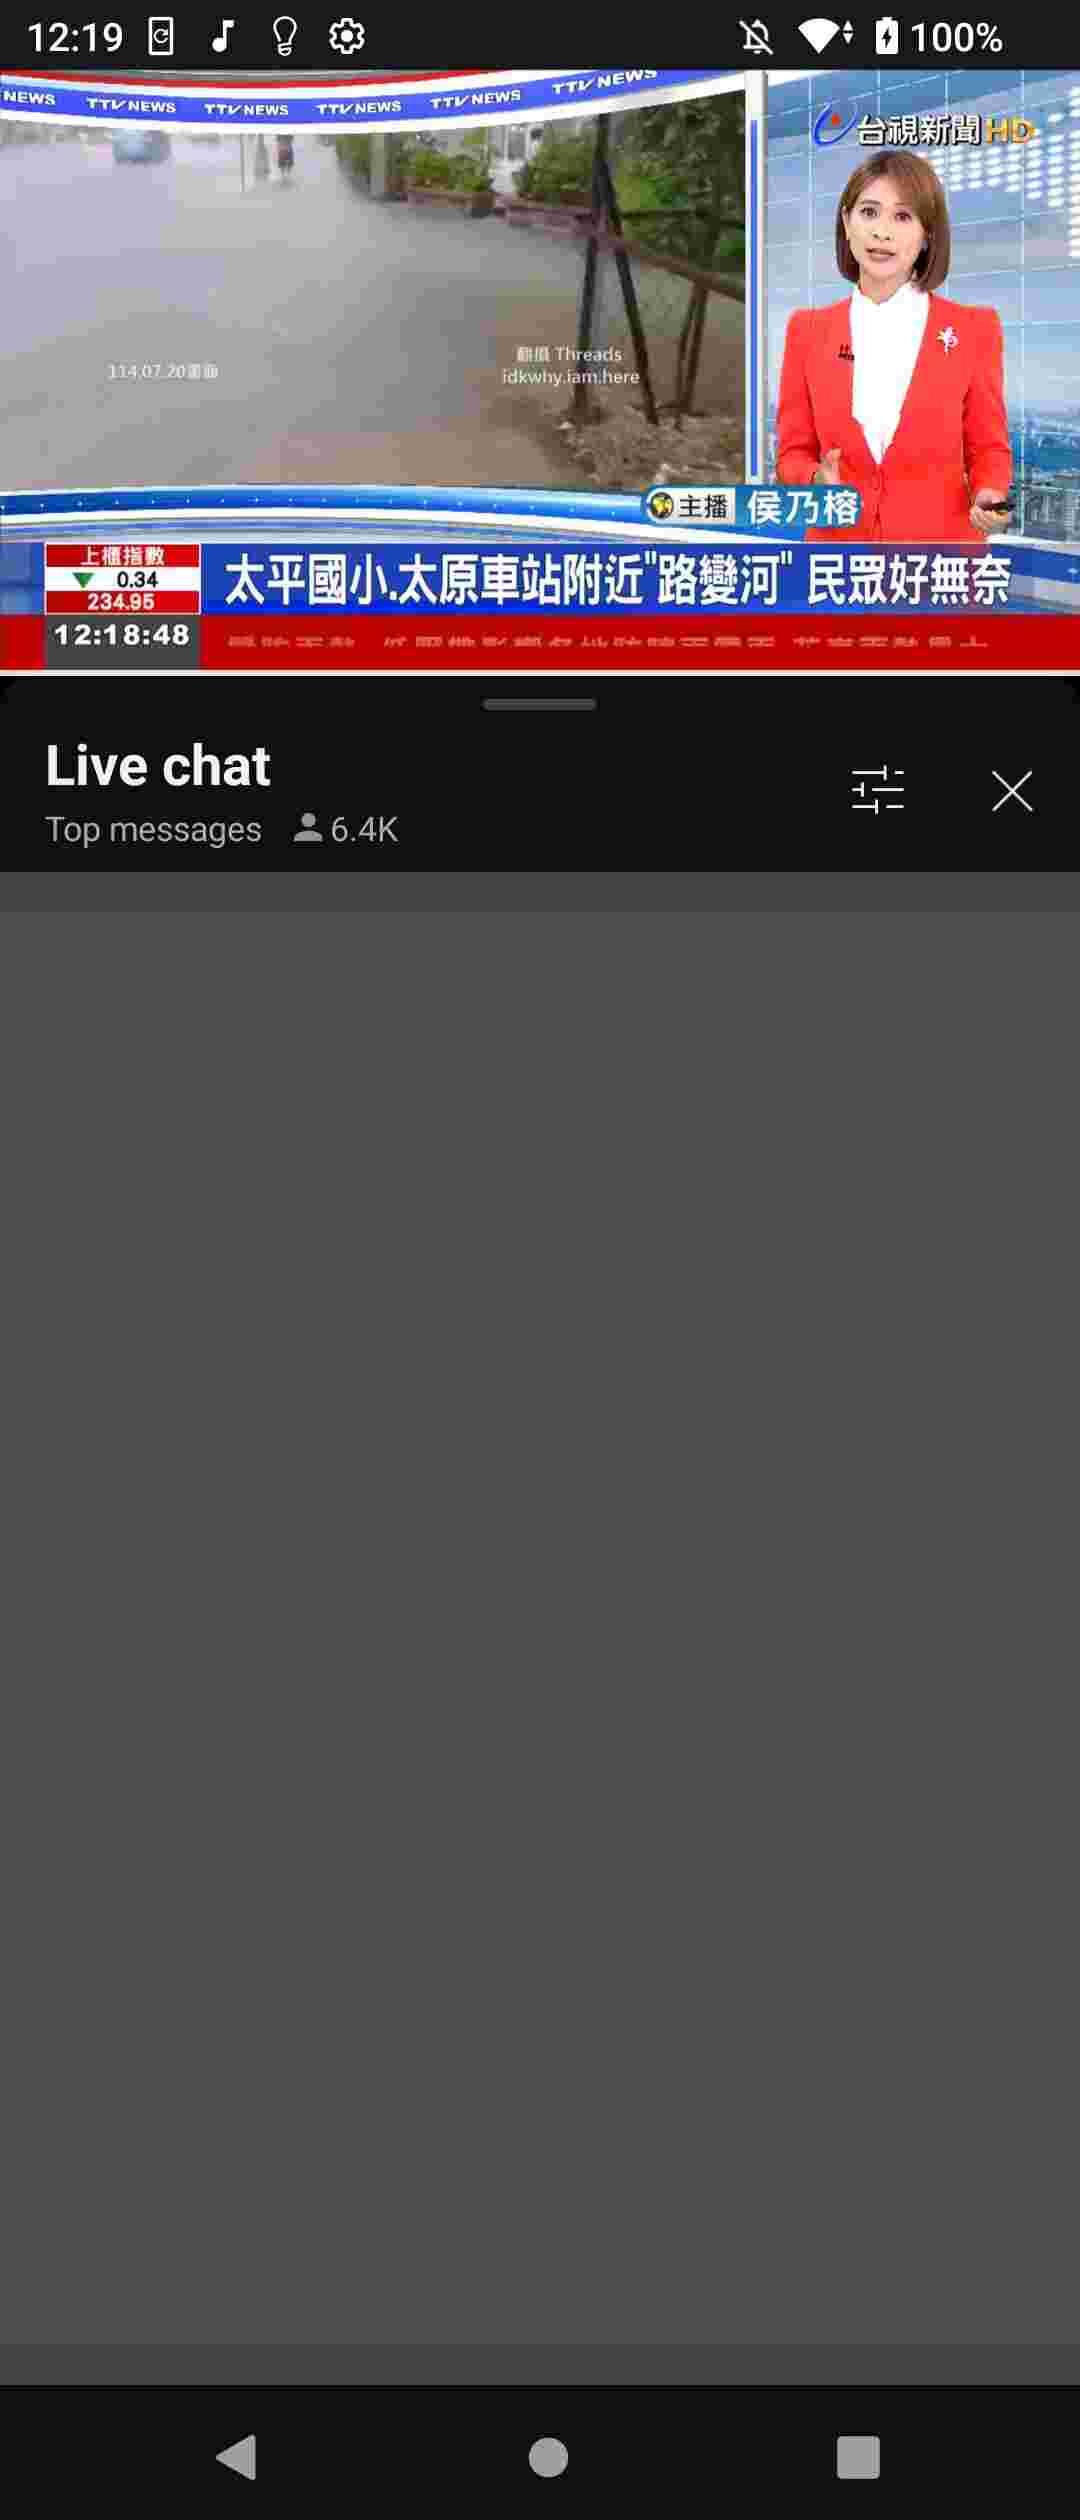 12:19
100%
NEWS TTV NEWS TTV NEWS TTV NEWS TTV NEWS TTV NEWS
台視新聞HD
翻攝 Threads
114.07.20畫面
idkwhy.iam.here
主播 侯乃榕
上櫃指數
0.34
234.95
太平國小.太原車站附近"路變河" 民眾好無奈
12:18:48
Live chat
Top messages 6.4K